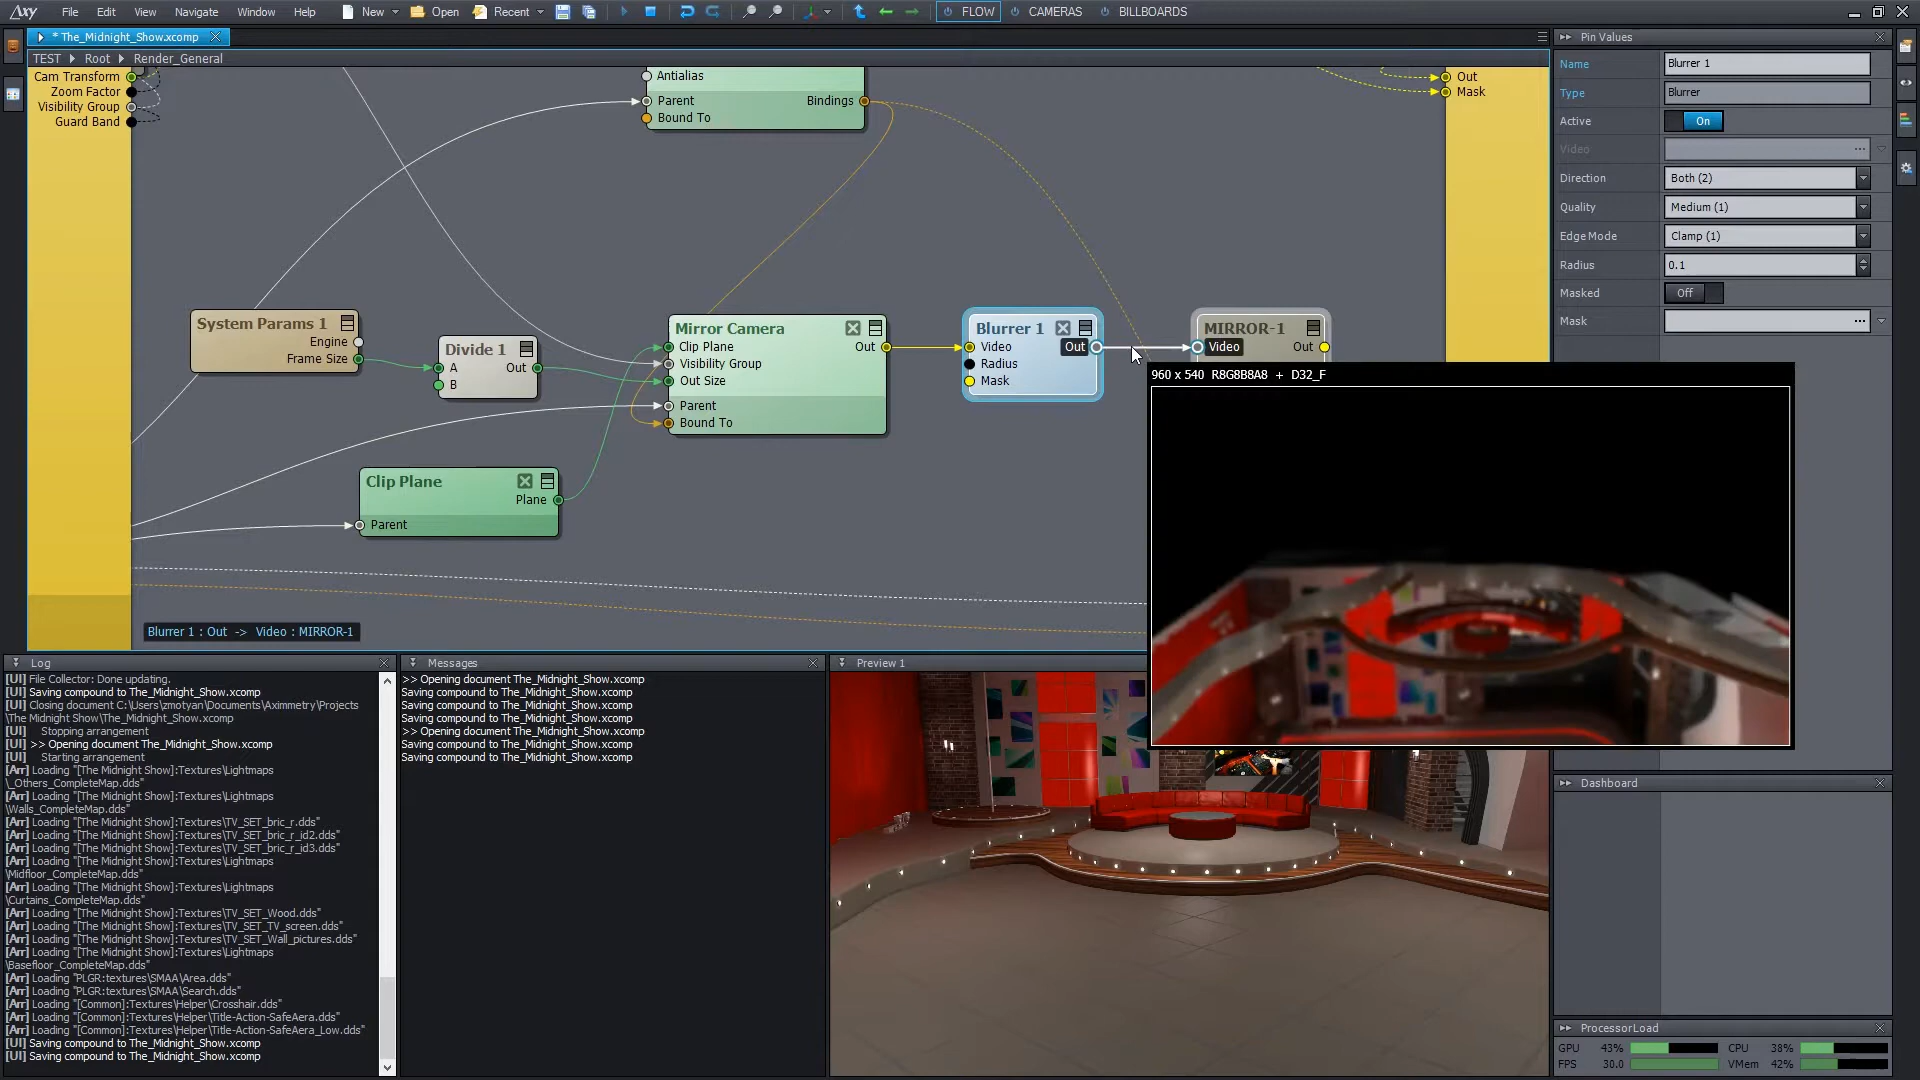 Axy File Edit View Navigate Window Help New Open Recent FLOW CAMERAS BILLBOARDS
* The_Midnight_Show.xcomp
TEST Root Render_General
Cam Transform
Zoom Factor
Visibility Group
Guard Band
Antialias
Parent Bindings
Bound To
Out
Mask
System Params 1
Engine
Frame Size
Divide 1
A Out
B
Mirror Camera
Clip Plane Out
Visibility Group
Out Size
Parent
Bound To
Blurrer 1
Video Out
Radius
Mask
MIRROR-1
Video Out
Clip Plane
Plane
Parent
960 x 540 R8G8B8A8 + D32_F
Blurrer 1 : Out -> Video : MIRROR-1
Pin Values
Name Blurrer 1
Type Blurrer
Active On
Video ...
Direction Both (2)
Quality Medium (1)
Edge Mode Clamp (1)
Radius 0.1
Masked Off
Mask ...
Log
[UI] File Collector: Done updating.
[UI] Saving compound to The_Midnight_Show.xcomp
[UI] Closing document C:\Users\zmotyan\Documents\Aximmetry\Projects
\The Midnight Show\The_Midnight_Show.xcomp
[UI] Stopping arrangement
[UI] >> Opening document The_Midnight_Show.xcomp
[UI] Starting arrangement
[Arr] Loading "[The Midnight Show]:Textures\Lightmaps
\_Others_CompleteMap.dds"
[Arr] Loading "[The Midnight Show]:Textures\Lightmaps
\Walls_CompleteMap.dds"
[Arr] Loading "[The Midnight Show]:Textures\TV_SET_bric_r.dds"
[Arr] Loading "[The Midnight Show]:Textures\TV_SET_bric_r_id2.dds"
[Arr] Loading "[The Midnight Show]:Textures\TV_SET_bric_r_id3.dds"
[Arr] Loading "[The Midnight Show]:Textures\Lightmaps
\Midfloor_CompleteMap.dds"
[Arr] Loading "[The Midnight Show]:Textures\Lightmaps
\Curtains_CompleteMap.dds"
[Arr] Loading "[The Midnight Show]:Textures\TV_SET_Wood.dds"
[Arr] Loading "[The Midnight Show]:Textures\TV_SET_TV_screen.dds"
[Arr] Loading "[The Midnight Show]:Textures\TV_SET_Wall_pictures.dds"
[Arr] Loading "[The Midnight Show]:Textures\Lightmaps
\Basefloor_CompleteMap.dds"
[Arr] Loading "PLGR:textures\SMAA\Area.dds"
[Arr] Loading "PLGR:textures\SMAA\Search.dds"
[Arr] Loading "[Common]:Textures\Helper\Crosshair.dds"
[Arr] Loading "[Common]:Textures\Helper\Title-Action-SafeAera.dds"
[Arr] Loading "[Common]:Textures\Helper\Title-Action-SafeAera_Low.dds"
[UI] Saving compound to The_Midnight_Show.xcomp
[UI] Saving compound to The_Midnight_Show.xcomp
Messages
>> Opening document The_Midnight_Show.xcomp
Saving compound to The_Midnight_Show.xcomp
Saving compound to The_Midnight_Show.xcomp
Saving compound to The_Midnight_Show.xcomp
>> Opening document The_Midnight_Show.xcomp
Saving compound to The_Midnight_Show.xcomp
Saving compound to The_Midnight_Show.xcomp
Preview 1
Dashboard
ProcessorLoad
GPU 43% CPU 38%
FPS 30.0 VMem 42%